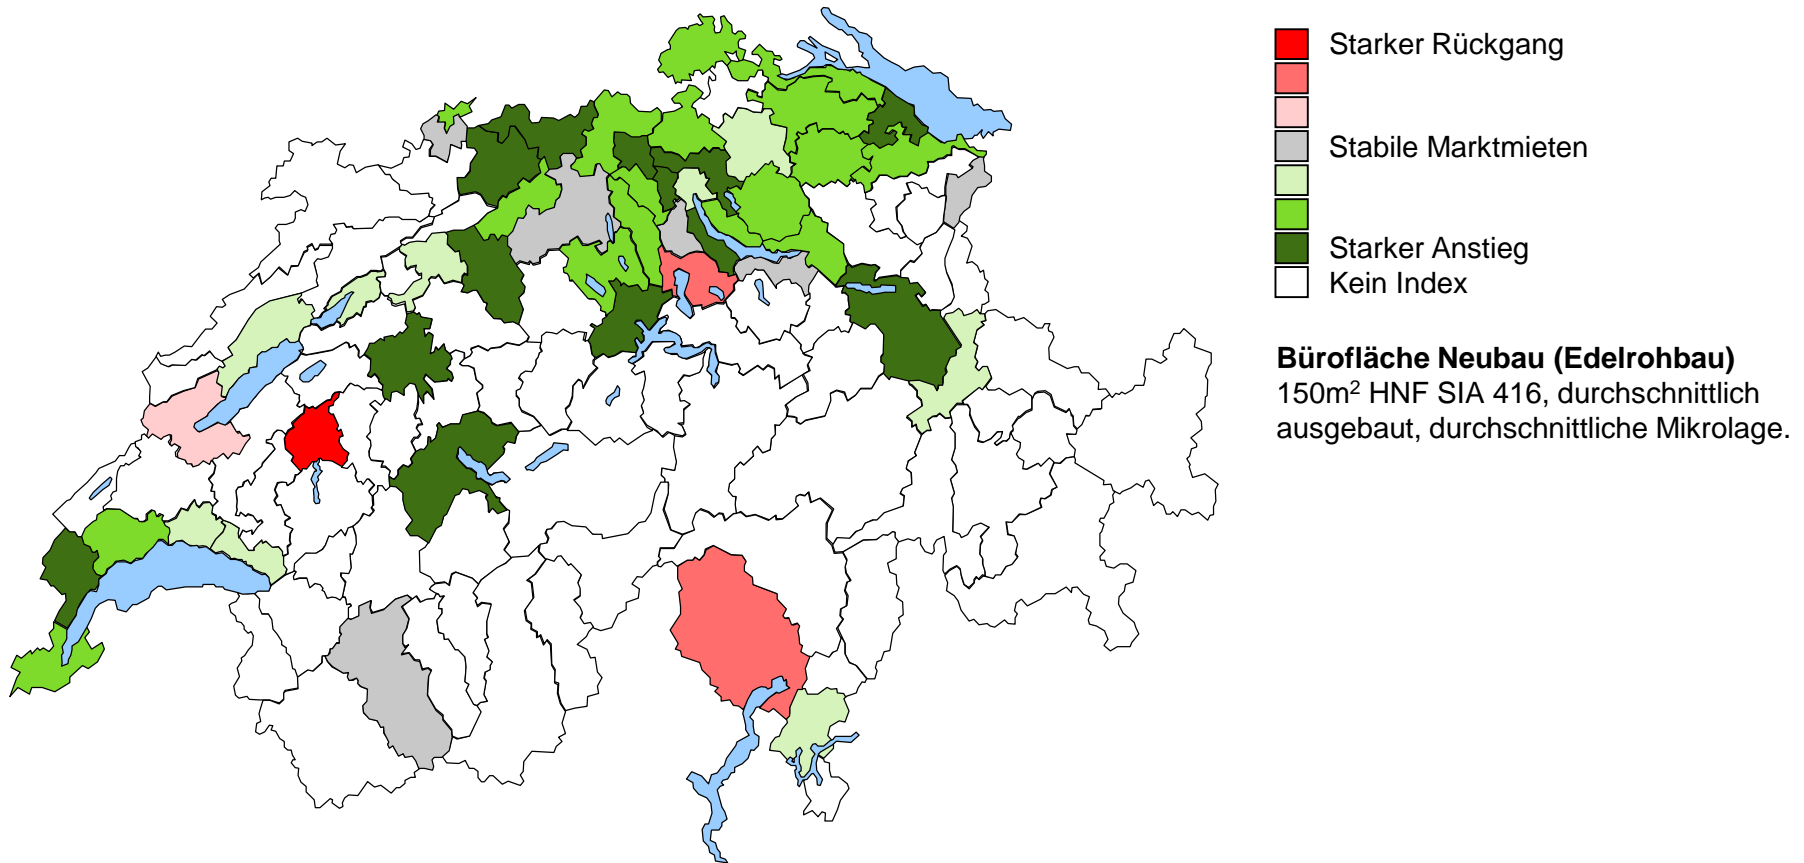 Starker Rückgang
Stabile Marktmieten
Starker Anstieg
Kein Index
Bürofläche Neubau (Edelrohbau)
150m² HNF SIA 416, durchschnittlich
ausgebaut, durchschnittliche Mikrolage.